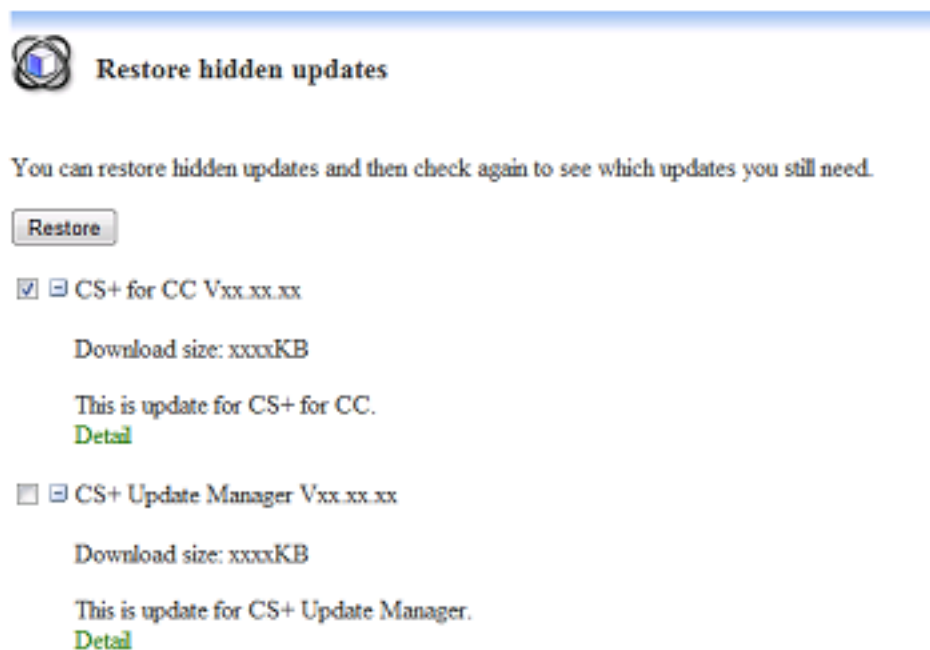 Restore hidden updates
You can restore hidden updates and then check again to see which updates you still need.
Restore
CS+ for CC Vxx.xx.xx
Download size: xxxxKB
This is update for CS+ for CC.
Detail
CS+ Update Manager Vxx.xx.xx
Download size: xxxxKB
This is update for CS+ Update Manager.
Detail